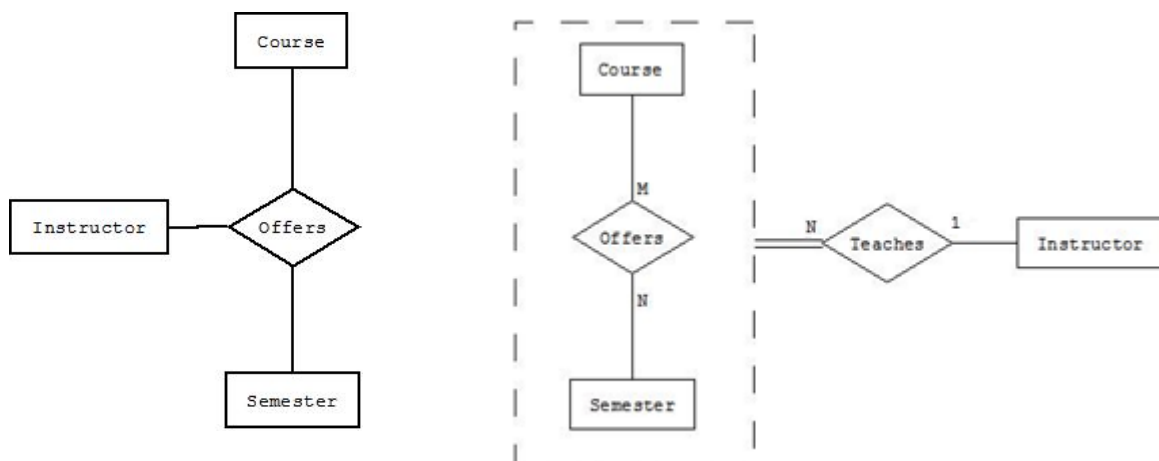 Course
Instructor
Offers
Semester
Course
M
Offers
N
Semester
N
Teaches
1
Instructor